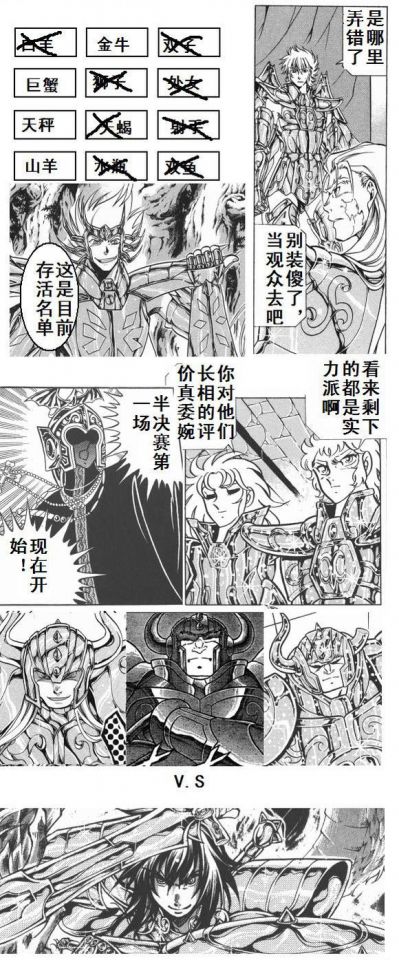 白羊 金牛 双子
巨蟹 狮子 处女
天秤 天蝎 射手
山羊 水瓶 双鱼
是哪里
弄错了
别装傻了，
当观众去吧
这是目前
存活名单
看来剩下
的都是实
力派啊
你对他们
长相的评
价真委婉
半决赛第
一场
现在开
始！
V.S